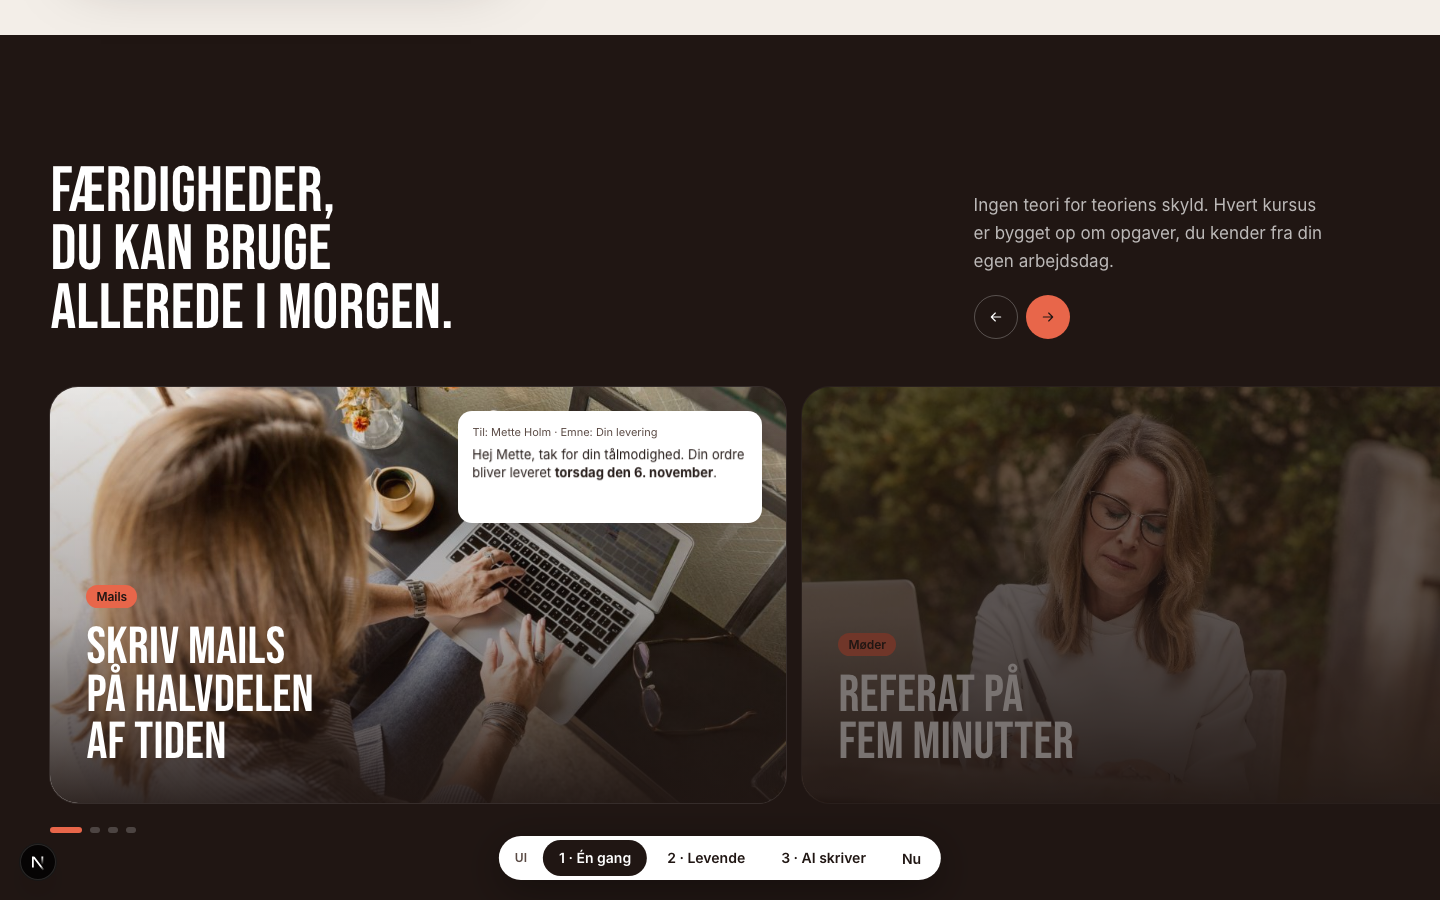 FÆRDIGHEDER,
DU KAN BRUGE
ALLEREDE I MORGEN.
Ingen teori for teoriens skyld. Hvert kursus
er bygget op om opgaver, du kender fra din
egen arbejdsdag.
Til: Mette Holm · Emne: Din levering
Hej Mette, tak for din tålmodighed. Din ordre
bliver leveret torsdag den 6. november.
Mails
SKRIV MAILS
PÅ HALVDELEN
AF TIDEN
Møder
REFERAT PÅ
FEM MINUTTER
N
UI
1 · Én gang
2 · Levende
3 · AI skriver
Nu